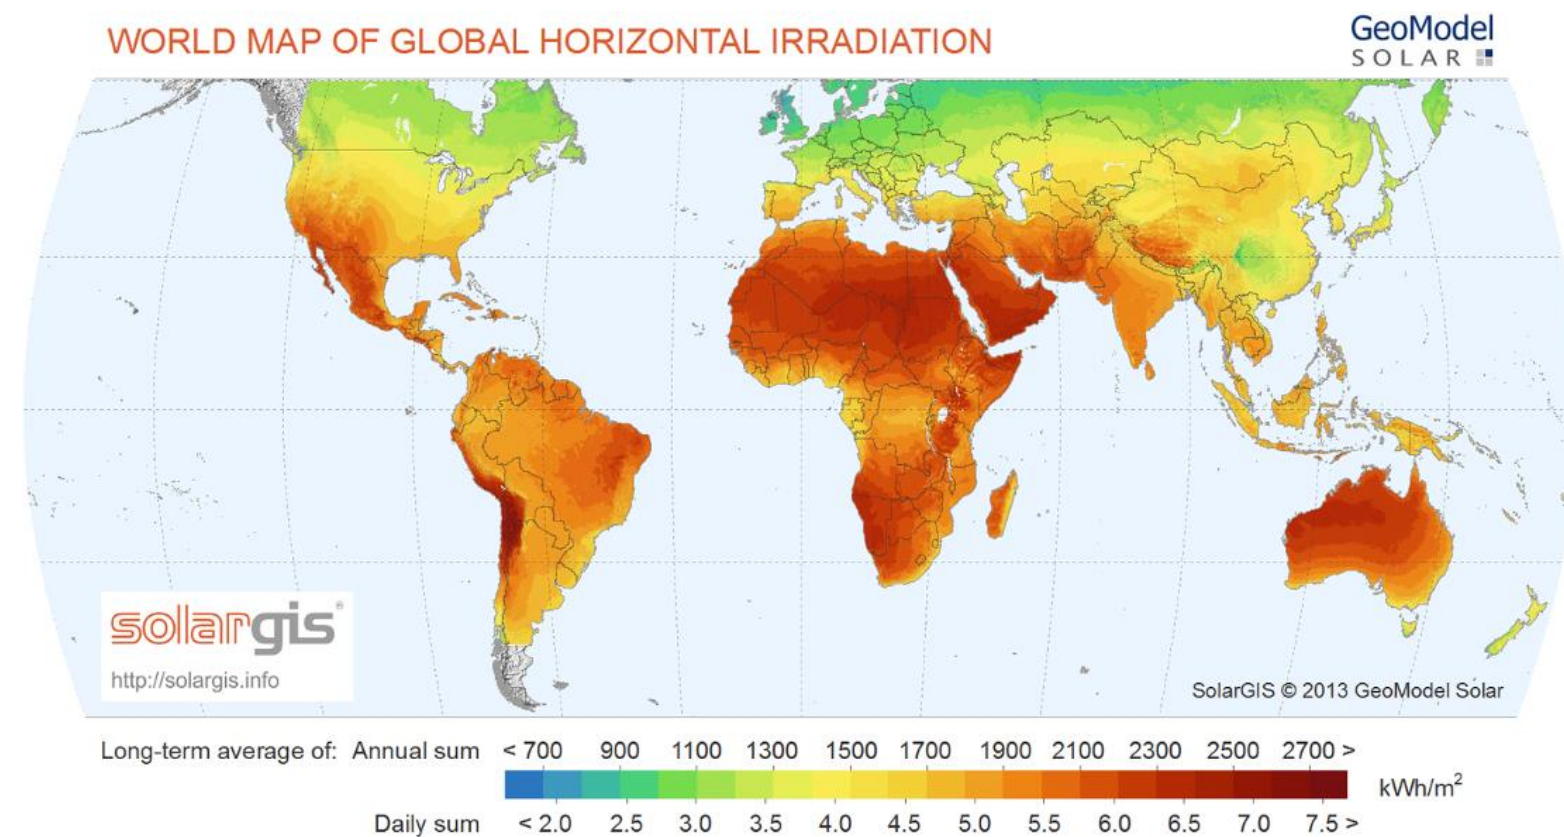 WORLD MAP OF GLOBAL HORIZONTAL IRRADIATION
GeoModel
SOLAR
solargis®
http://solargis.info
SolarGIS © 2013 GeoModel Solar
Long-term average of: Annual sum < 700 900 1100 1300 1500 1700 1900 2100 2300 2500 2700 >
kWh/m²
Daily sum < 2.0 2.5 3.0 3.5 4.0 4.5 5.0 5.5 6.0 6.5 7.0 7.5 >